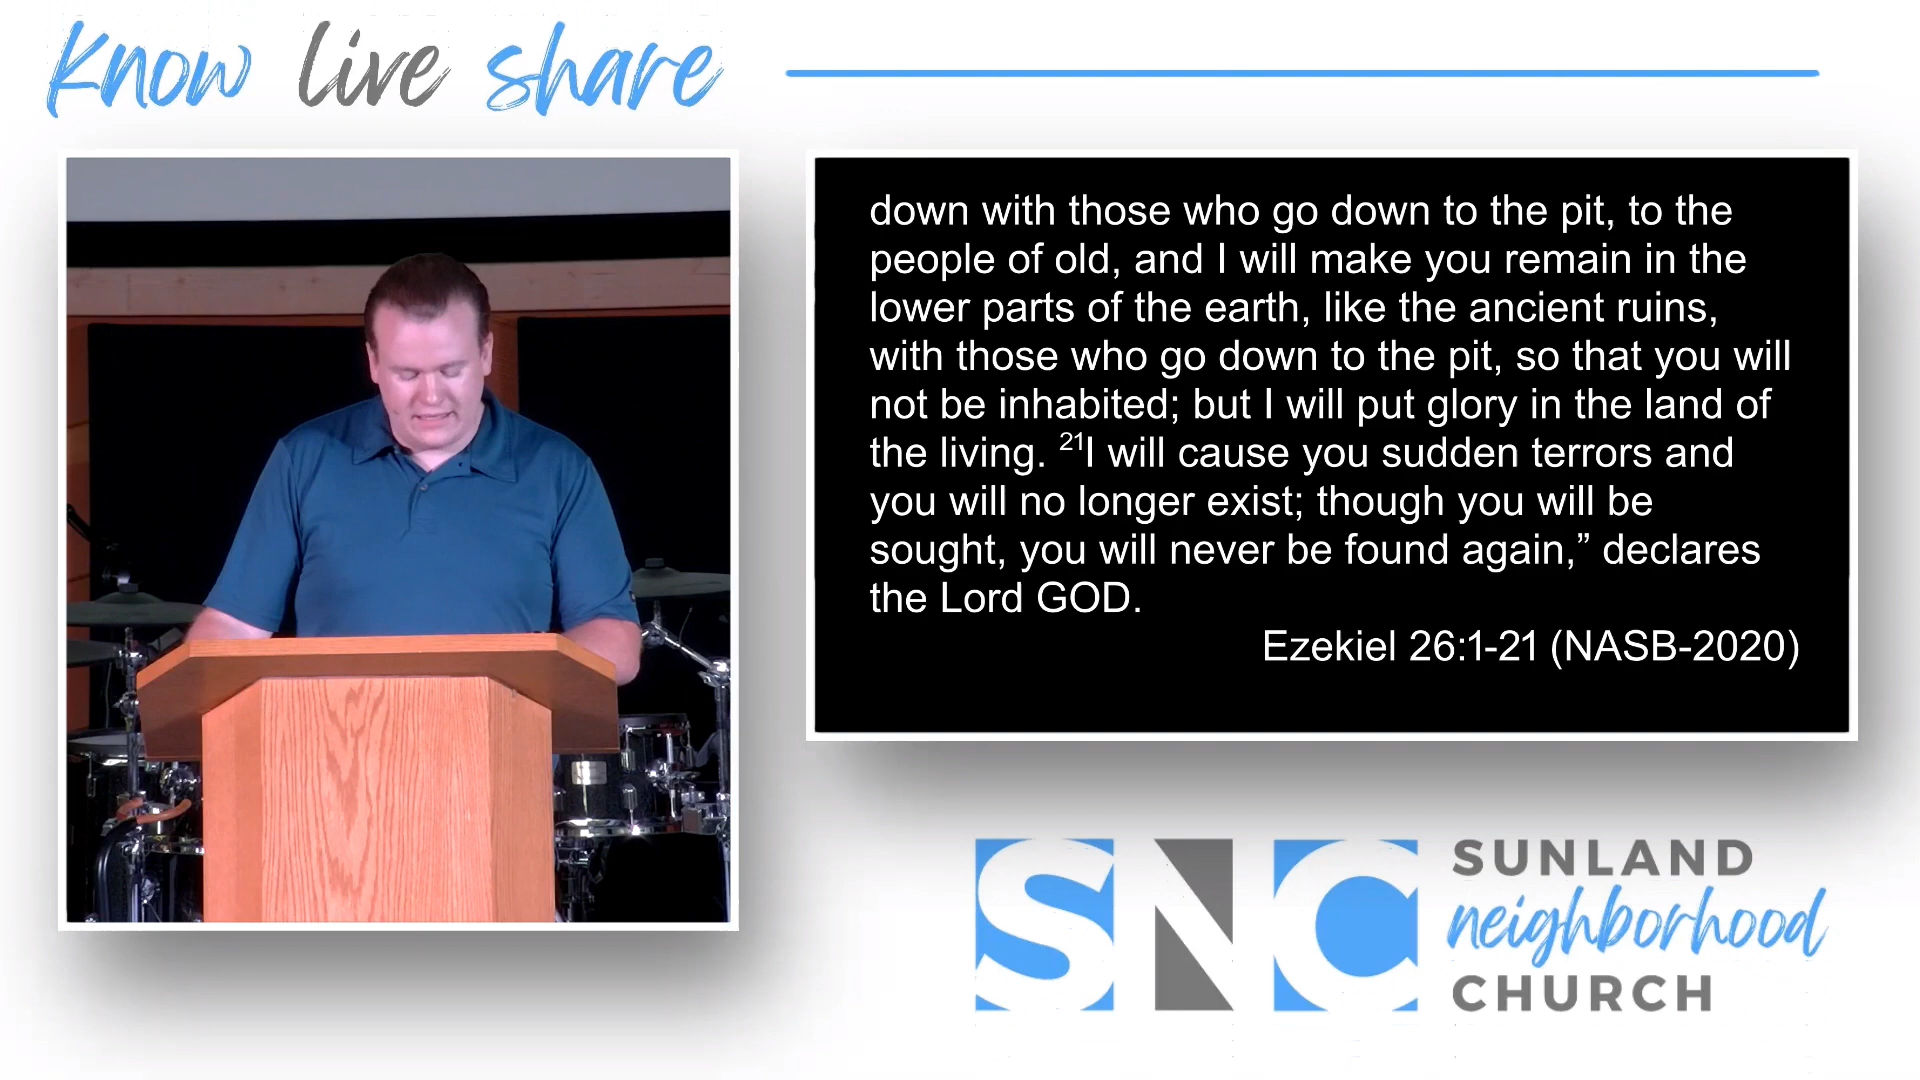 know live share
down with those who go down to the pit, to the
people of old, and I will make you remain in the
lower parts of the earth, like the ancient ruins,
with those who go down to the pit, so that you will
not be inhabited; but I will put glory in the land of
the living. ²¹I will cause you sudden terrors and
you will no longer exist; though you will be
sought, you will never be found again,” declares
the Lord GOD.
Ezekiel 26:1-21 (NASB-2020)
SNC
SUNLAND
neighborhood
CHURCH